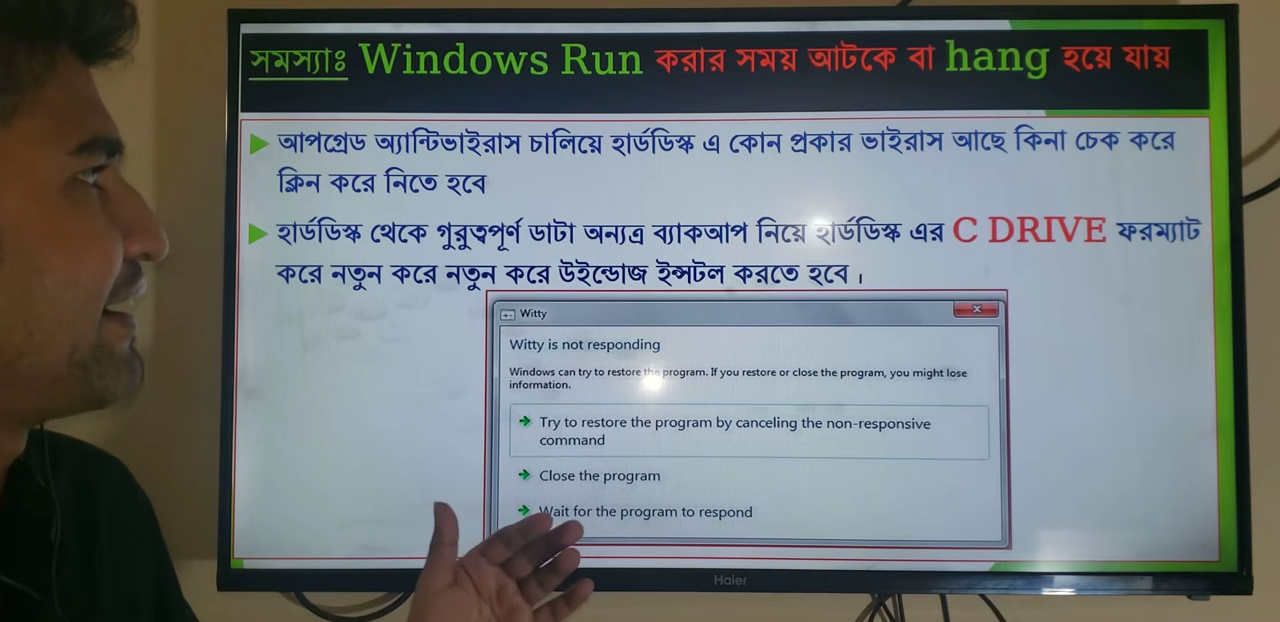 সমস্যাঃ Windows Run করার সময় আটকে বা hang হয়ে যায়
আপগ্রেড অ্যান্টিভাইরাস চালিয়ে হার্ডডিস্ক এ কোন প্রকার ভাইরাস আছে কিনা চেক করে
ক্লিন করে নিতে হবে
হার্ডডিস্ক থেকে গুরুত্বপূর্ণ ডাটা অন্যত্র ব্যাকআপ নিয়ে হার্ডডিস্ক এর C DRIVE ফরম্যাট
করে নতুন করে নতুন করে উইন্ডোজ ইন্সটল করতে হবে ।
Witty
Witty is not responding
Windows can try to restore the program. If you restore or close the program, you might lose
information.
Try to restore the program by canceling the non-responsive
command
Close the program
Wait for the program to respond
Haier